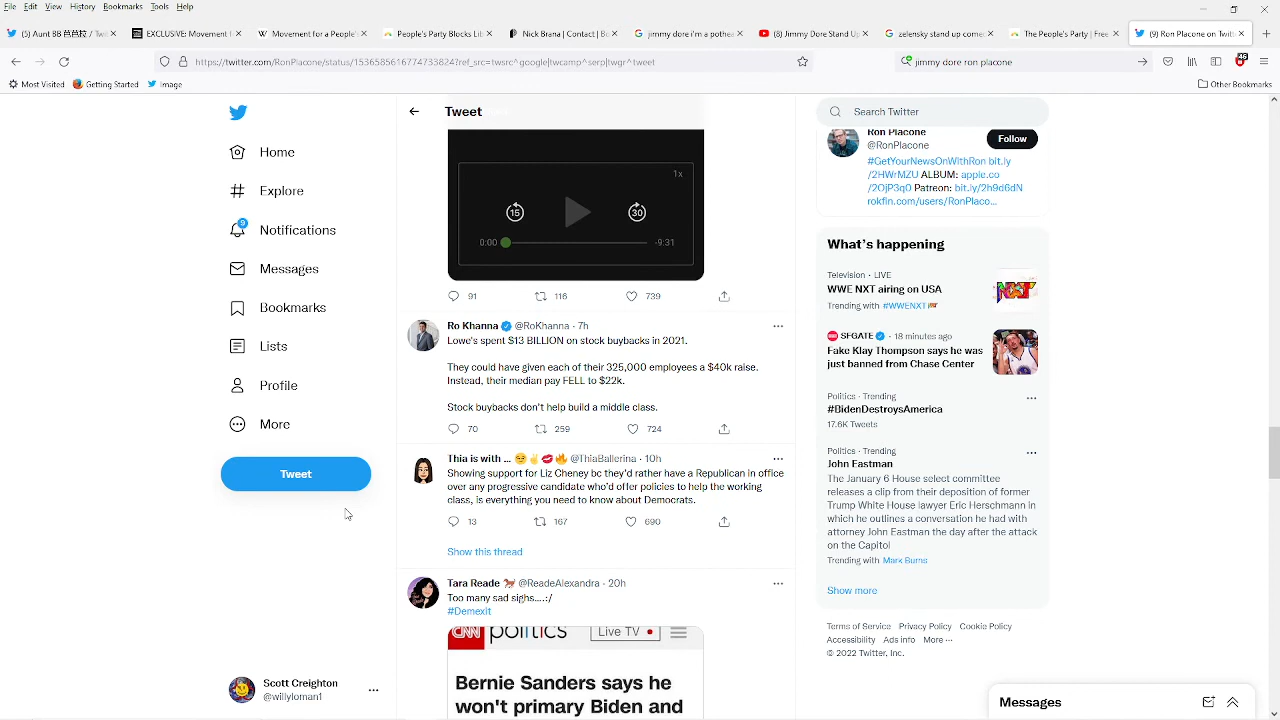 File Edit View History Bookmarks Tools Help
(5) Aunt BB
EXCLUSIVE: Movement
Movement for a People's
People's Party Blocks Lib
Nick Brana | Contact | Bo
jimmy dore i'm a pothea
(8) Jimmy Dore Stand Up
zelensky stand up come
The People's Party | Free
(9) Ron Placone on Twitt
jimmy dore ron placone
Most Visited Getting Started Image
Other Bookmarks
Home
Explore
9
Notifications
Messages
Bookmarks
Lists
Profile
More
Tweet
Scott Creighton
@willyloman1
Tweet
1x
15 30
0:00 -9:31
91 116 739
Ro Khanna @RoKhanna · 7h
Lowe's spent $13 BILLION on stock buybacks in 2021.
They could have given each of their 325,000 employees a $40k raise.
Instead, their median pay FELL to $22k.
Stock buybacks don't help build a middle class.
70 259 724
Thia is with ... 😏✌💋🔥 @ThiaBallerina · 10h
Showing support for Liz Cheney bc they'd rather have a Republican in office
over any progressive candidate who'd offer policies to help the working
class, is everything you need to know about Democrats.
13 167 690
Show this thread
Tara Reade @ReadeAlexandra · 20h
Too many sad sighs....:/
#Demexit
CNN politics Live TV
Bernie Sanders says he
won't primary Biden and
Search Twitter
Ron Placone
@RonPlacone
Follow
#GetYourNewsOnWithRon bit.ly
/2HWrMZU ALBUM: apple.co
/2OjP3q0 Patreon: bit.ly/2h9d6dN
rokfin.com/users/RonPlaco...
What's happening
Television · LIVE
WWE NXT airing on USA
Trending with #WWENXT
SFGATE · 18 minutes ago
Fake Klay Thompson says he was
just banned from Chase Center
Politics · Trending
#BidenDestroysAmerica
17.6K Tweets
Politics · Trending
John Eastman
The January 6 House select committee
releases a clip from their deposition of former
Trump White House lawyer Eric Herschmann in
which he outlines a conversation he had with
attorney John Eastman the day after the attack
on the Capitol
Trending with Mark Burns
Show more
Terms of Service Privacy Policy Cookie Policy
Accessibility Ads info More ···
© 2022 Twitter, Inc.
Messages